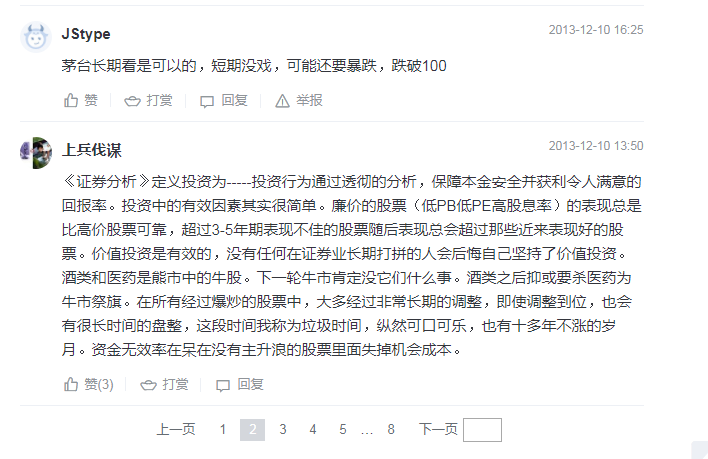 JStype 2013-12-10 16:25
茅台长期看是可以的，短期没戏，可能还要暴跌，跌破100
赞 打赏 回复 举报
上兵伐谋 2013-12-10 13:50
《证券分析》定义投资为-----投资行为通过透彻的分析，保障本金安全并获利令人满意的
回报率。投资中的有效因素其实很简单。廉价的股票（低PB低PE高股息率）的表现总是
比高价股票可靠，超过3-5年期表现不佳的股票随后表现总会超过那些近来表现好的股
票。价值投资是有效的，没有任何在证券业长期打拼的人会后悔自己坚持了价值投资。
酒类和医药是熊市中的牛股。下一轮牛市肯定没它们什么事。酒类之后抑或要杀医药为
牛市祭旗。在所有经过爆炒的股票中，大多经过非常长期的调整，即使调整到位，也会
有很长时间的盘整，这段时间我称为垃圾时间，纵然可口可乐，也有十多年不涨的岁
月。资金无效率在呆在没有主升浪的股票里面失掉机会成本。
赞(3) 打赏 回复
上一页 1 2 3 4 5 … 8 下一页